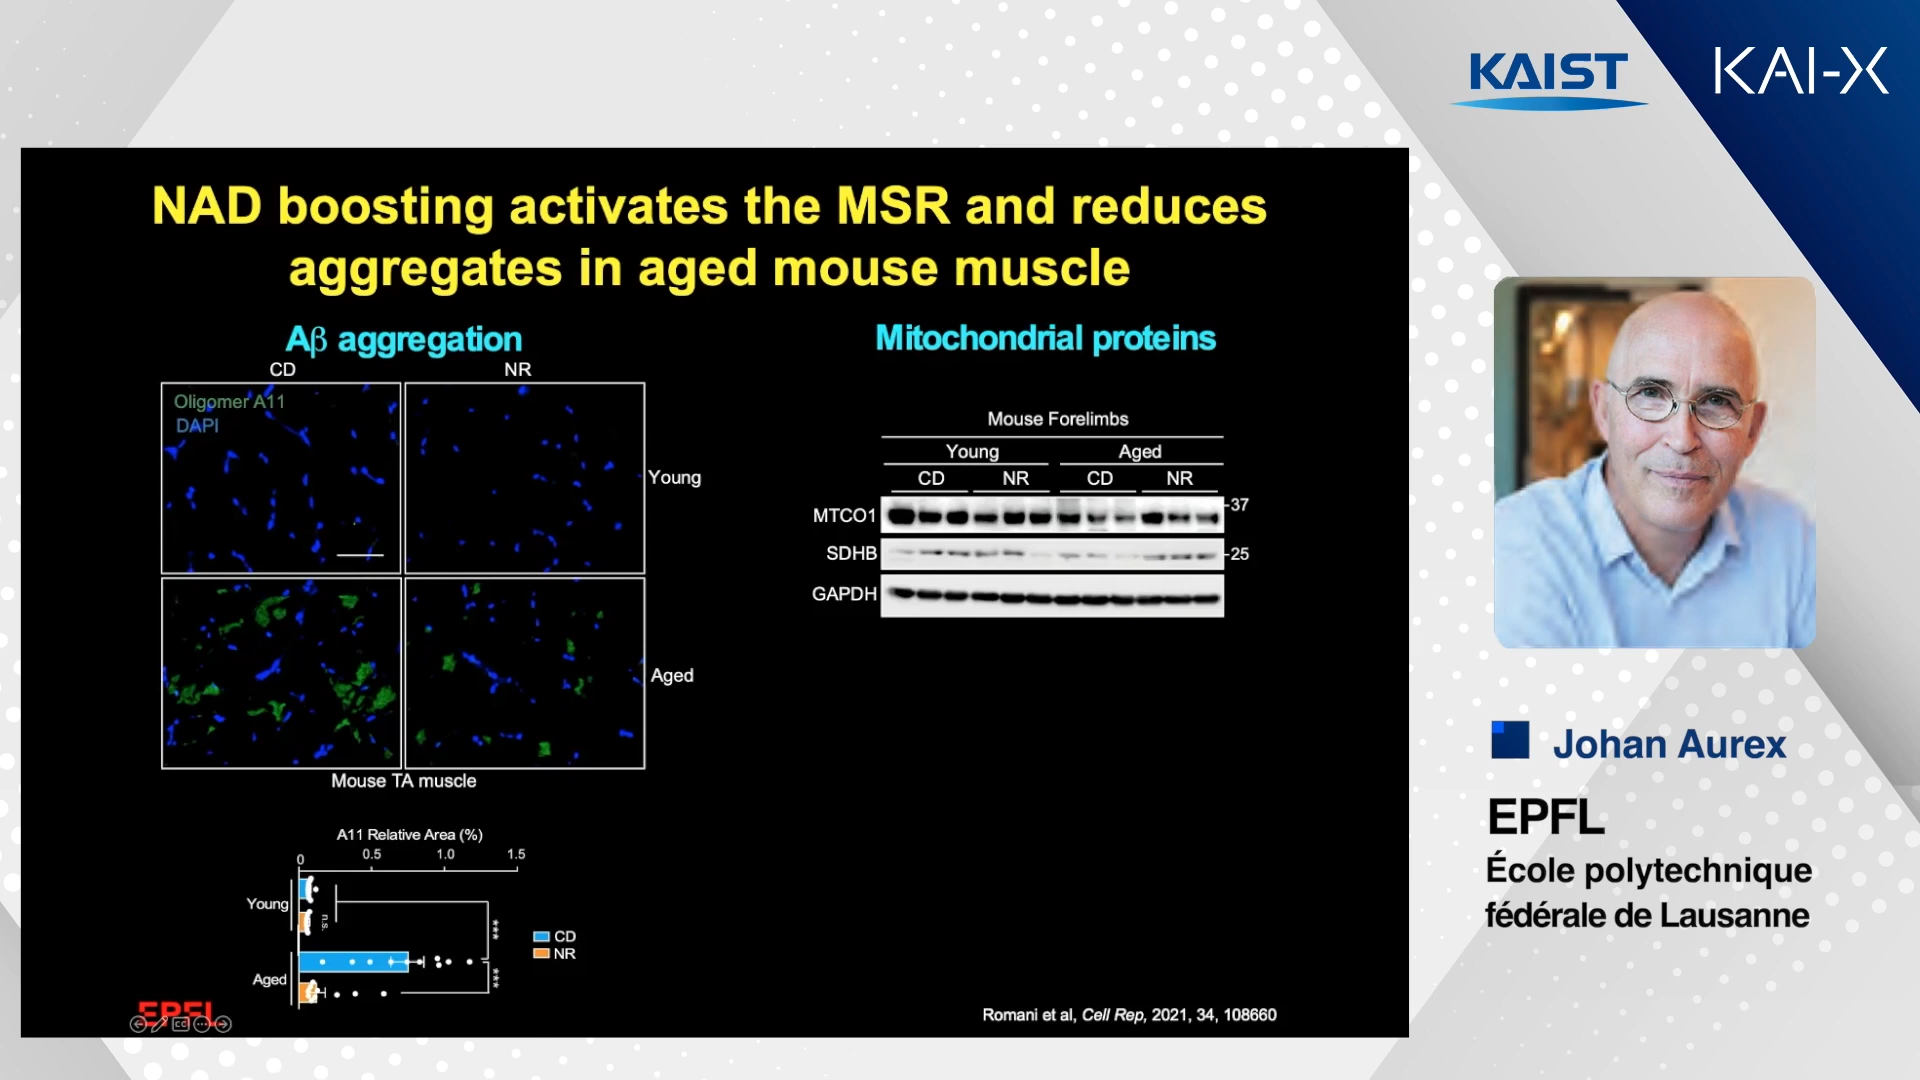 KAIST
KAI-X
NAD boosting activates the MSR and reduces
aggregates in aged mouse muscle
Aβ aggregation
CD
NR
Oligomer A11
DAPI
Young
Aged
Mouse TA muscle
A11 Relative Area (%)
0
0.5
1.0
1.5
Young
n.s.
***
Aged
***
CD
NR
EPFL
Mitochondrial proteins
Mouse Forelimbs
Young
Aged
CD
NR
CD
NR
MTCO1
-37
SDHB
-25
GAPDH
Romani et al, Cell Rep, 2021, 34, 108660
Johan Aurex
EPFL
École polytechnique
fédérale de Lausanne